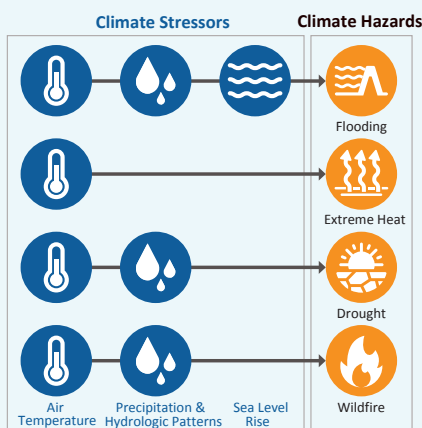 Climate Stressors
Climate Hazards
Flooding
Extreme Heat
Drought
Wildfire
Air
Temperature
Precipitation &
Hydrologic Patterns
Sea Level
Rise